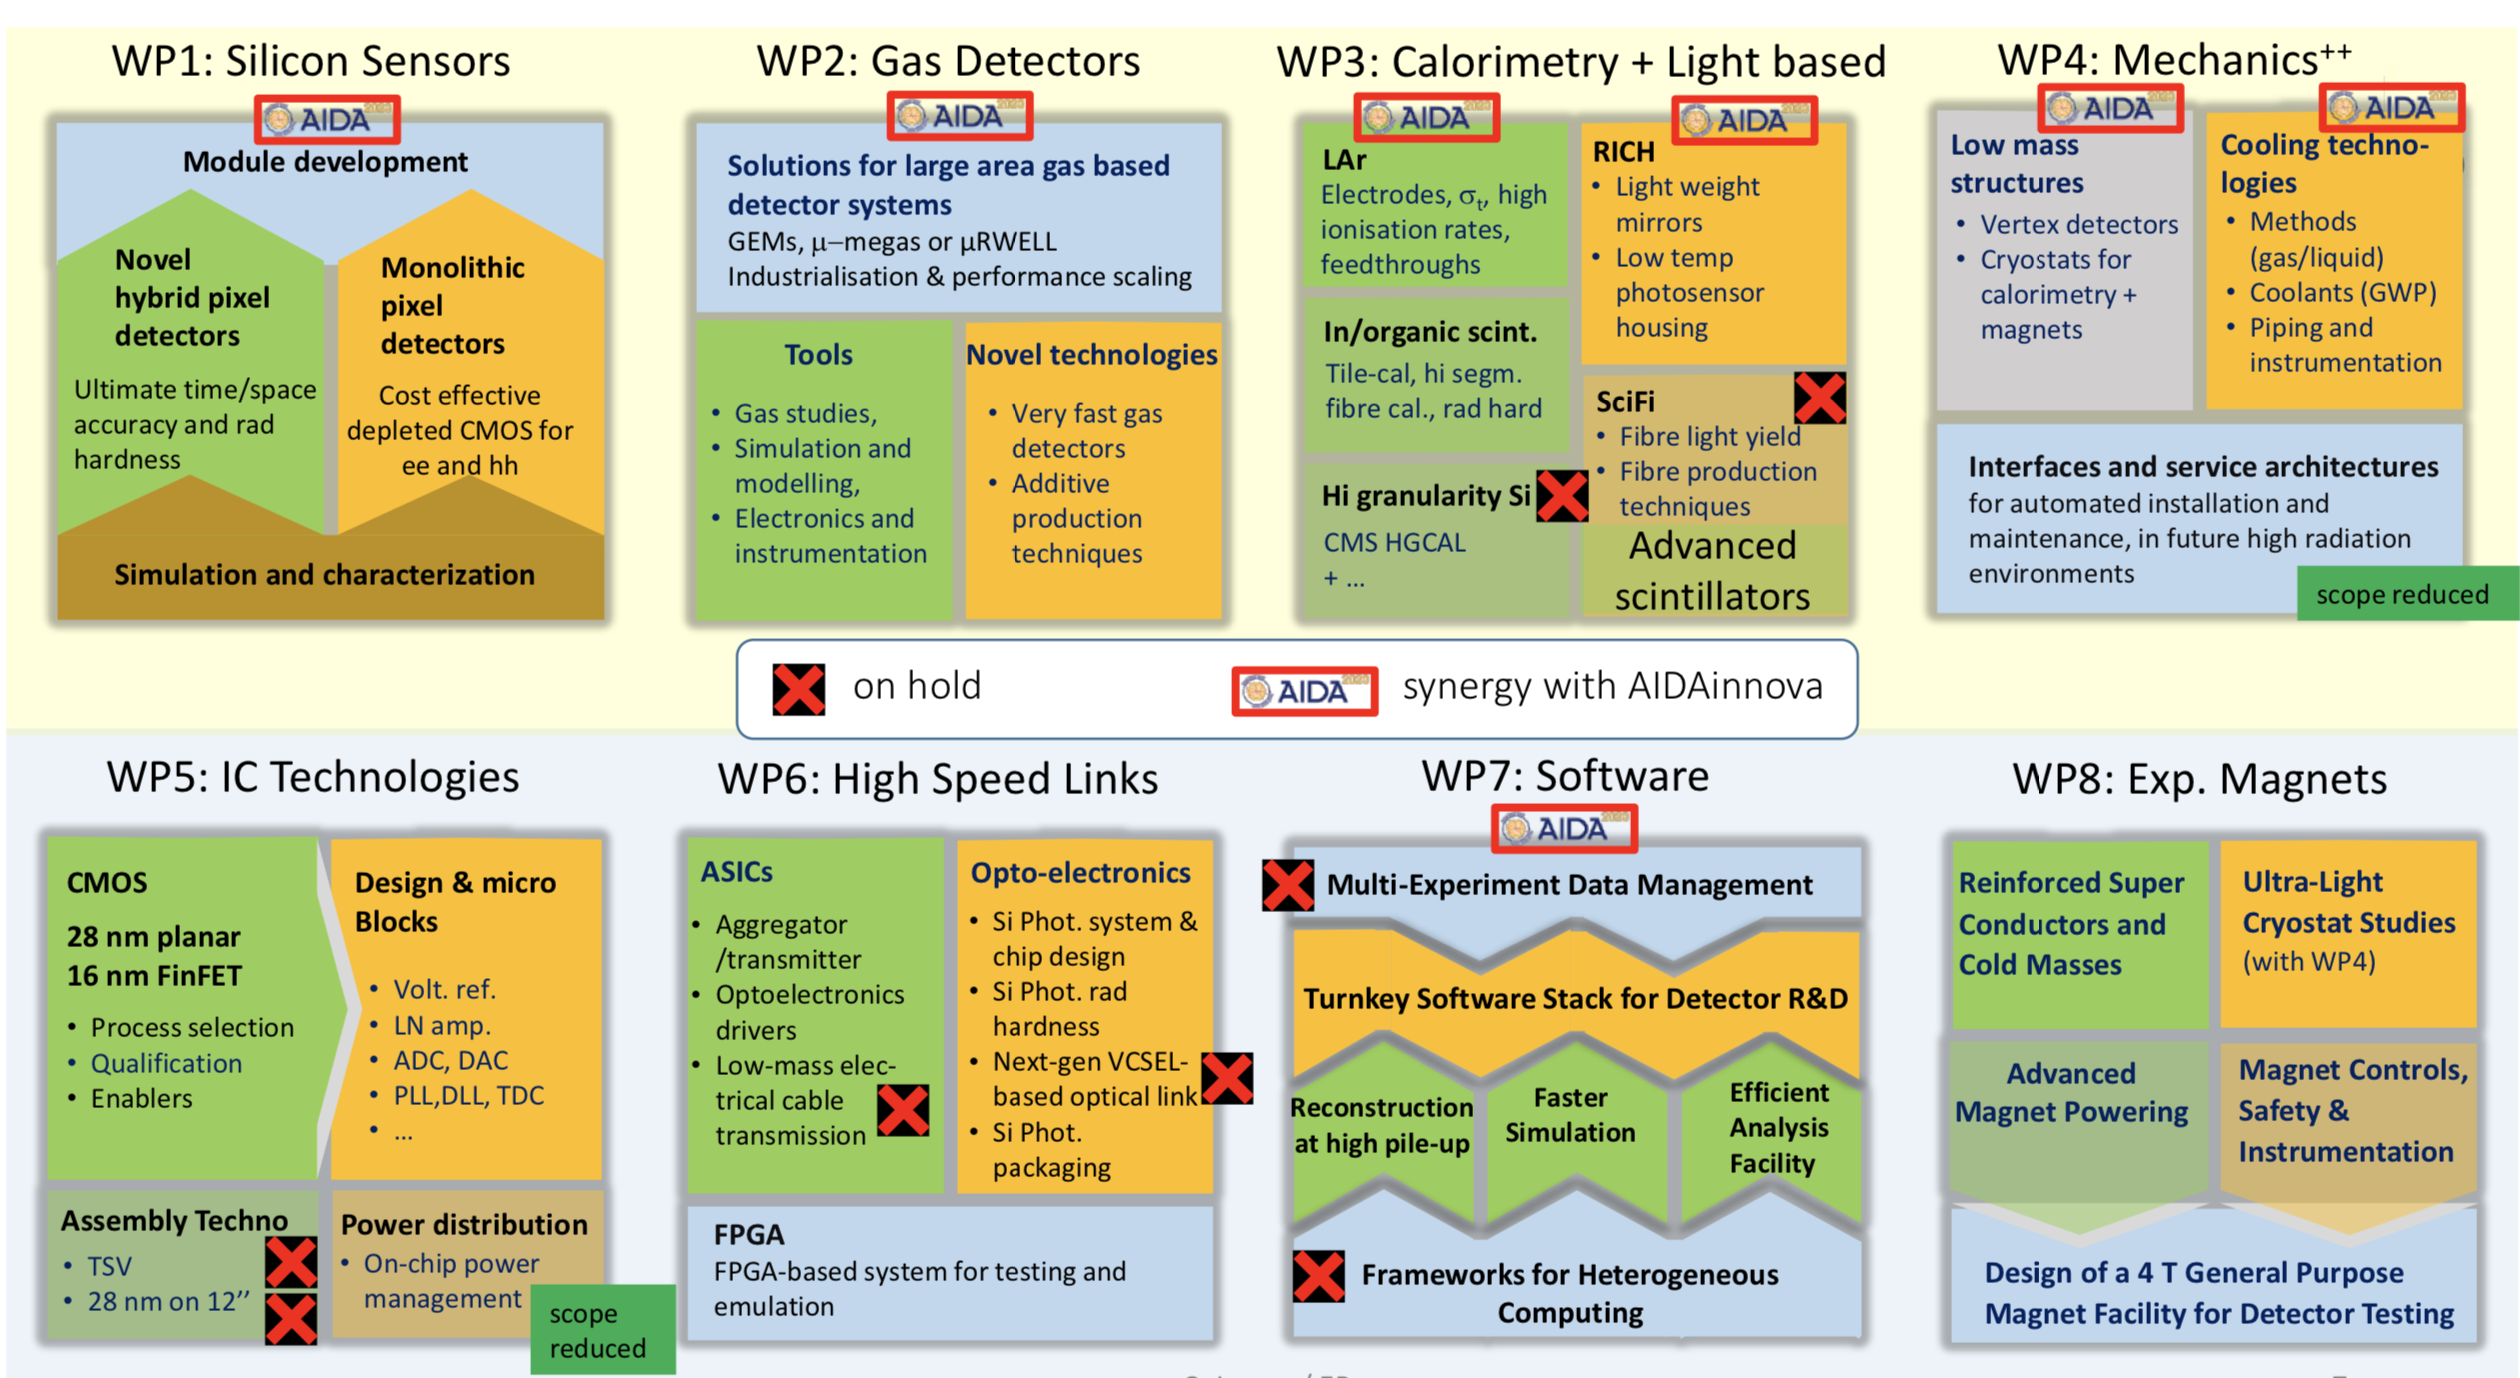 WP1: Silicon Sensors
AIDA
Module development
Novel
hybrid pixel
detectors
Ultimate time/space
accuracy and rad
hardness
Monolithic
pixel
detectors
Cost effective
depleted CMOS for
ee and hh
Simulation and characterization
WP2: Gas Detectors
AIDA
Solutions for large area gas based
detector systems
GEMs, μ–megas or μRWELL
Industrialisation & performance scaling
Tools
• Gas studies,
• Simulation and
modelling,
• Electronics and
instrumentation
Novel technologies
• Very fast gas
detectors
• Additive
production
techniques
WP3: Calorimetry + Light based
AIDA
LAr
Electrodes, σt, high
ionisation rates,
feedthroughs
In/organic scint.
Tile-cal, hi segm.
fibre cal., rad hard
Hi granularity Si
CMS HGCAL
+ ...
AIDA
RICH
• Light weight
mirrors
• Low temp
photosensor
housing
SciFi
• Fibre light yield
• Fibre production
techniques
Advanced
scintillators
WP4: Mechanics++
AIDA
Low mass
structures
• Vertex detectors
• Cryostats for
calorimetry +
magnets
AIDA
Cooling techno-
logies
• Methods
(gas/liquid)
• Coolants (GWP)
• Piping and
instrumentation
Interfaces and service architectures
for automated installation and
maintenance, in future high radiation
environments
scope reduced
on hold
AIDA
synergy with AIDAinnova
WP5: IC Technologies
CMOS
28 nm planar
16 nm FinFET
• Process selection
• Qualification
• Enablers
Design & micro
Blocks
• Volt. ref.
• LN amp.
• ADC, DAC
• PLL,DLL, TDC
• ...
Assembly Techno
• TSV
• 28 nm on 12’’
Power distribution
• On-chip power
management
scope
reduced
WP6: High Speed Links
ASICs
• Aggregator
/transmitter
• Optoelectronics
drivers
• Low-mass elec-
trical cable
transmission
Opto-electronics
• Si Phot. system &
chip design
• Si Phot. rad
hardness
• Next-gen VCSEL-
based optical link
• Si Phot.
packaging
FPGA
FPGA-based system for testing and
emulation
WP7: Software
AIDA
Multi-Experiment Data Management
Turnkey Software Stack for Detector R&D
Reconstruction
at high pile-up
Faster
Simulation
Efficient
Analysis
Facility
Frameworks for Heterogeneous
Computing
WP8: Exp. Magnets
Reinforced Super
Conductors and
Cold Masses
Ultra-Light
Cryostat Studies
(with WP4)
Advanced
Magnet Powering
Magnet Controls,
Safety &
Instrumentation
Design of a 4 T General Purpose
Magnet Facility for Detector Testing